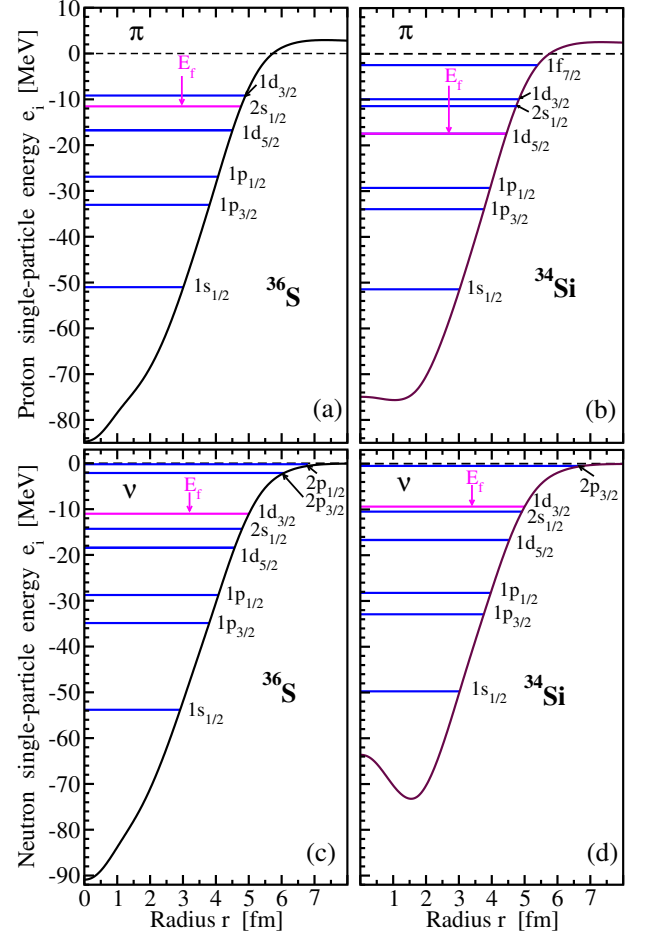 Proton single-particle energy e_i [MeV]
10
0
-10
-20
-30
-40
-50
-60
-70
-80
π
E_f
1d_{3/2}
2s_{1/2}
1d_{5/2}
1p_{1/2}
1p_{3/2}
1s_{1/2}
^{36}S
(a)
π
1f_{7/2}
E_f
1d_{3/2}
2s_{1/2}
1d_{5/2}
1p_{1/2}
1p_{3/2}
1s_{1/2}
^{34}Si
(b)
Neutron single-particle energy e_i [MeV]
0
-10
-20
-30
-40
-50
-60
-70
-80
-90
ν
E_f
2p_{1/2}
2p_{3/2}
1d_{3/2}
2s_{1/2}
1d_{5/2}
1p_{1/2}
1p_{3/2}
1s_{1/2}
^{36}S
(c)
0 1 2 3 4 5 6 7
Radius r [fm]
ν
E_f
2p_{3/2}
1d_{3/2}
2s_{1/2}
1d_{5/2}
1p_{1/2}
1p_{3/2}
1s_{1/2}
^{34}Si
(d)
0 1 2 3 4 5 6 7
Radius r [fm]